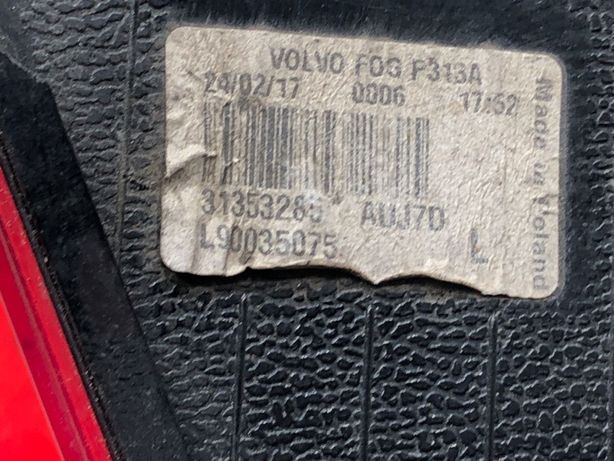 VOLVO FOG P313A
24/02/17 0006 17:52
31353285 AUJ7D
L90035075 L
Made in Poland